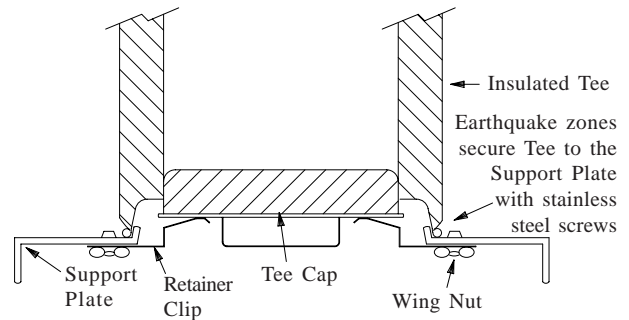 Insulated Tee
Earthquake zones
secure Tee to the
Support Plate
with stainless
steel screws
Support
Plate
Retainer
Clip
Tee Cap
Wing Nut